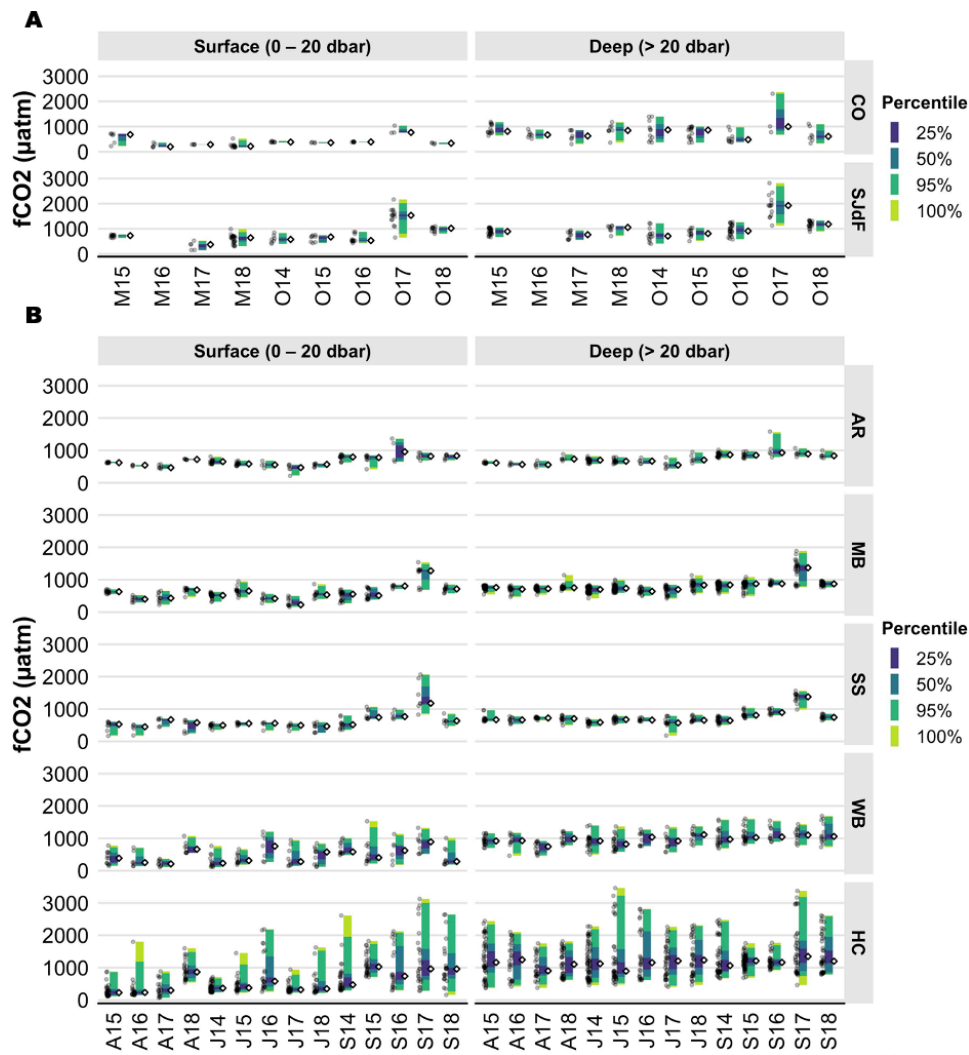 A
Surface (0 – 20 dbar)
Deep (> 20 dbar)
fCO2 (µatm)
3000
2000
1000
0
CO
3000
2000
1000
0
SJdF
M15 M16 M17 M18 O14 O15 O16 O17 O18
M15 M16 M17 M18 O14 O15 O16 O17 O18
Percentile
25%
50%
95%
100%
B
Surface (0 – 20 dbar)
Deep (> 20 dbar)
fCO2 (µatm)
3000
2000
1000
0
AR
3000
2000
1000
0
MB
3000
2000
1000
0
SS
3000
2000
1000
0
WB
3000
2000
1000
0
HC
A15 A16 A17 A18 J14 J15 J16 J17 J18 S14 S15 S16 S17 S18
A15 A16 A17 A18 J14 J15 J16 J17 J18 S14 S15 S16 S17 S18
Percentile
25%
50%
95%
100%